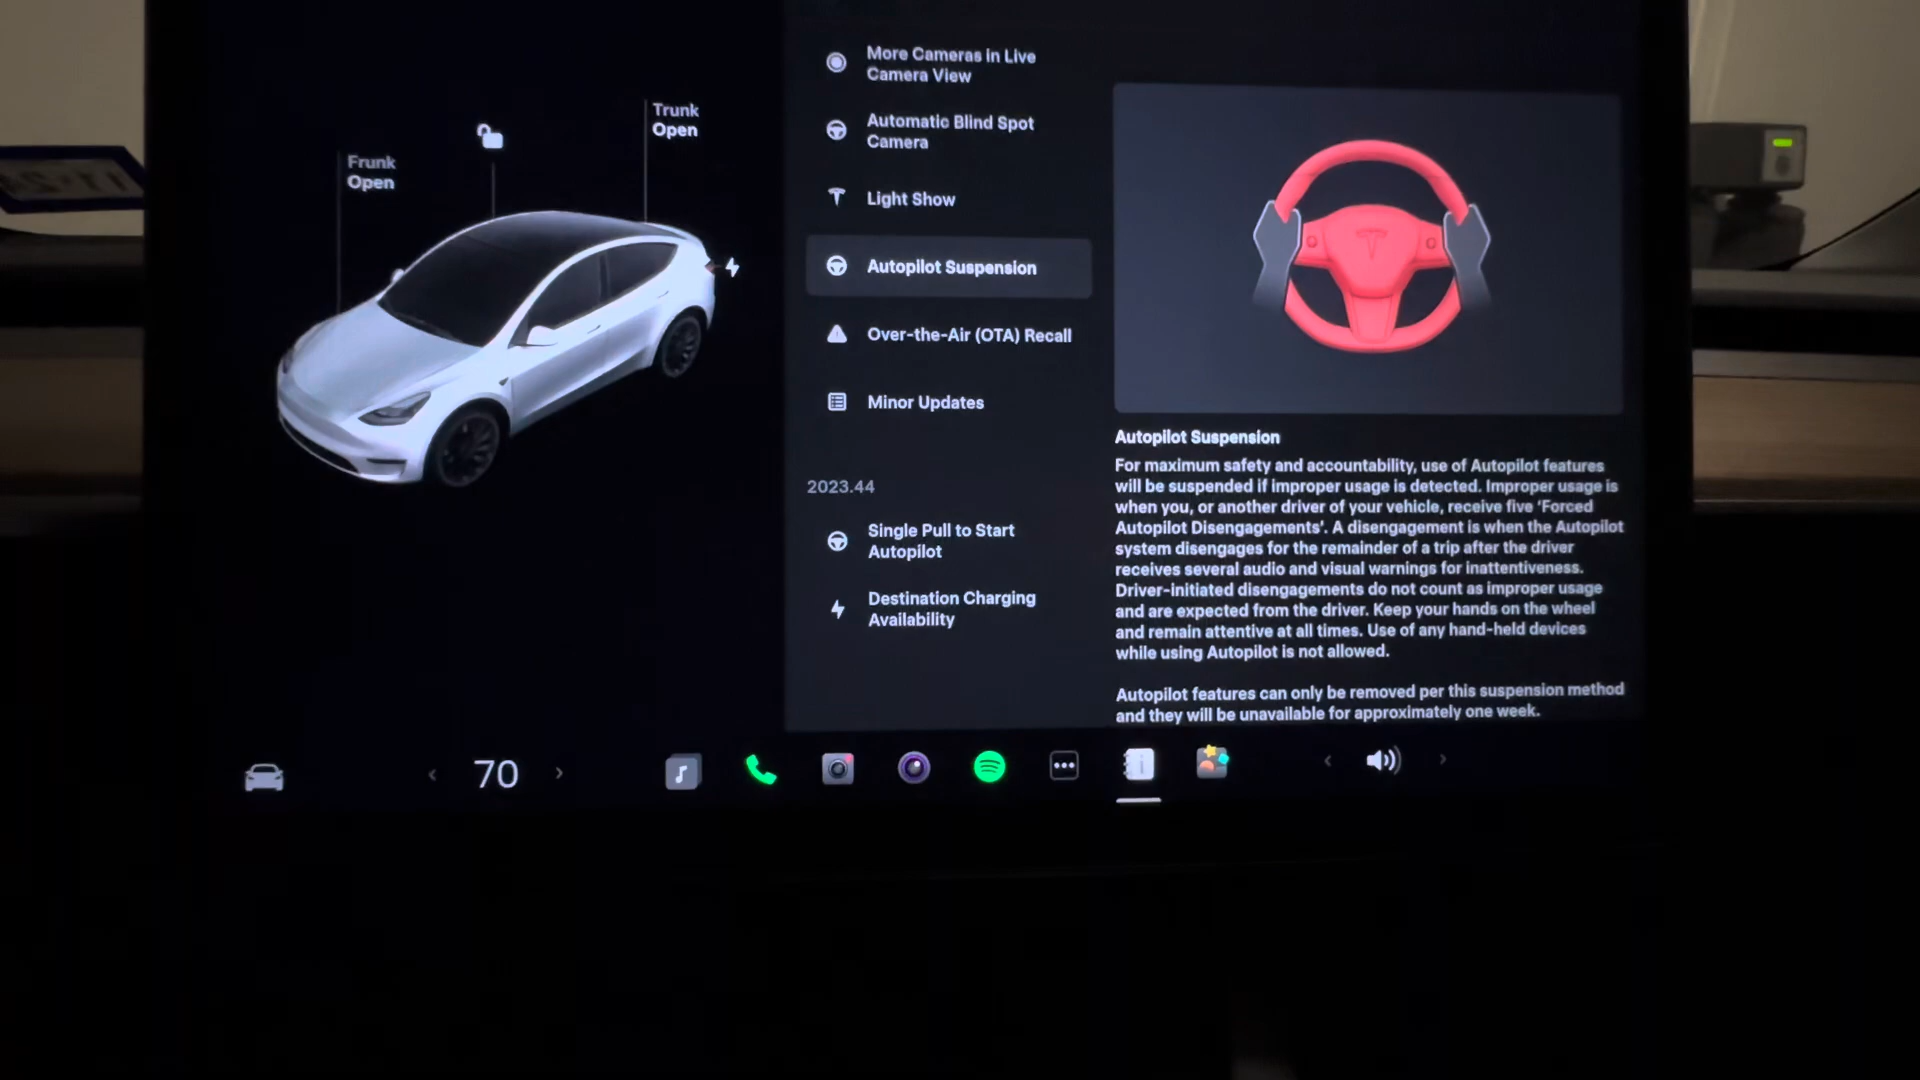 Frunk
Open
Trunk
Open
More Cameras in Live
Camera View
Automatic Blind Spot
Camera
Light Show
Autopilot Suspension
Over-the-Air (OTA) Recall
Minor Updates
2023.44
Single Pull to Start
Autopilot
Destination Charging
Availability
Autopilot Suspension
For maximum safety and accountability, use of Autopilot features
will be suspended if improper usage is detected. Improper usage is
when you, or another driver of your vehicle, receive five ‘Forced
Autopilot Disengagements’. A disengagement is when the Autopilot
system disengages for the remainder of a trip after the driver
receives several audio and visual warnings for inattentiveness.
Driver-initiated disengagements do not count as improper usage
and are expected from the driver. Keep your hands on the wheel
and remain attentive at all times. Use of any hand-held devices
while using Autopilot is not allowed.
Autopilot features can only be removed per this suspension method
and they will be unavailable for approximately one week.
70